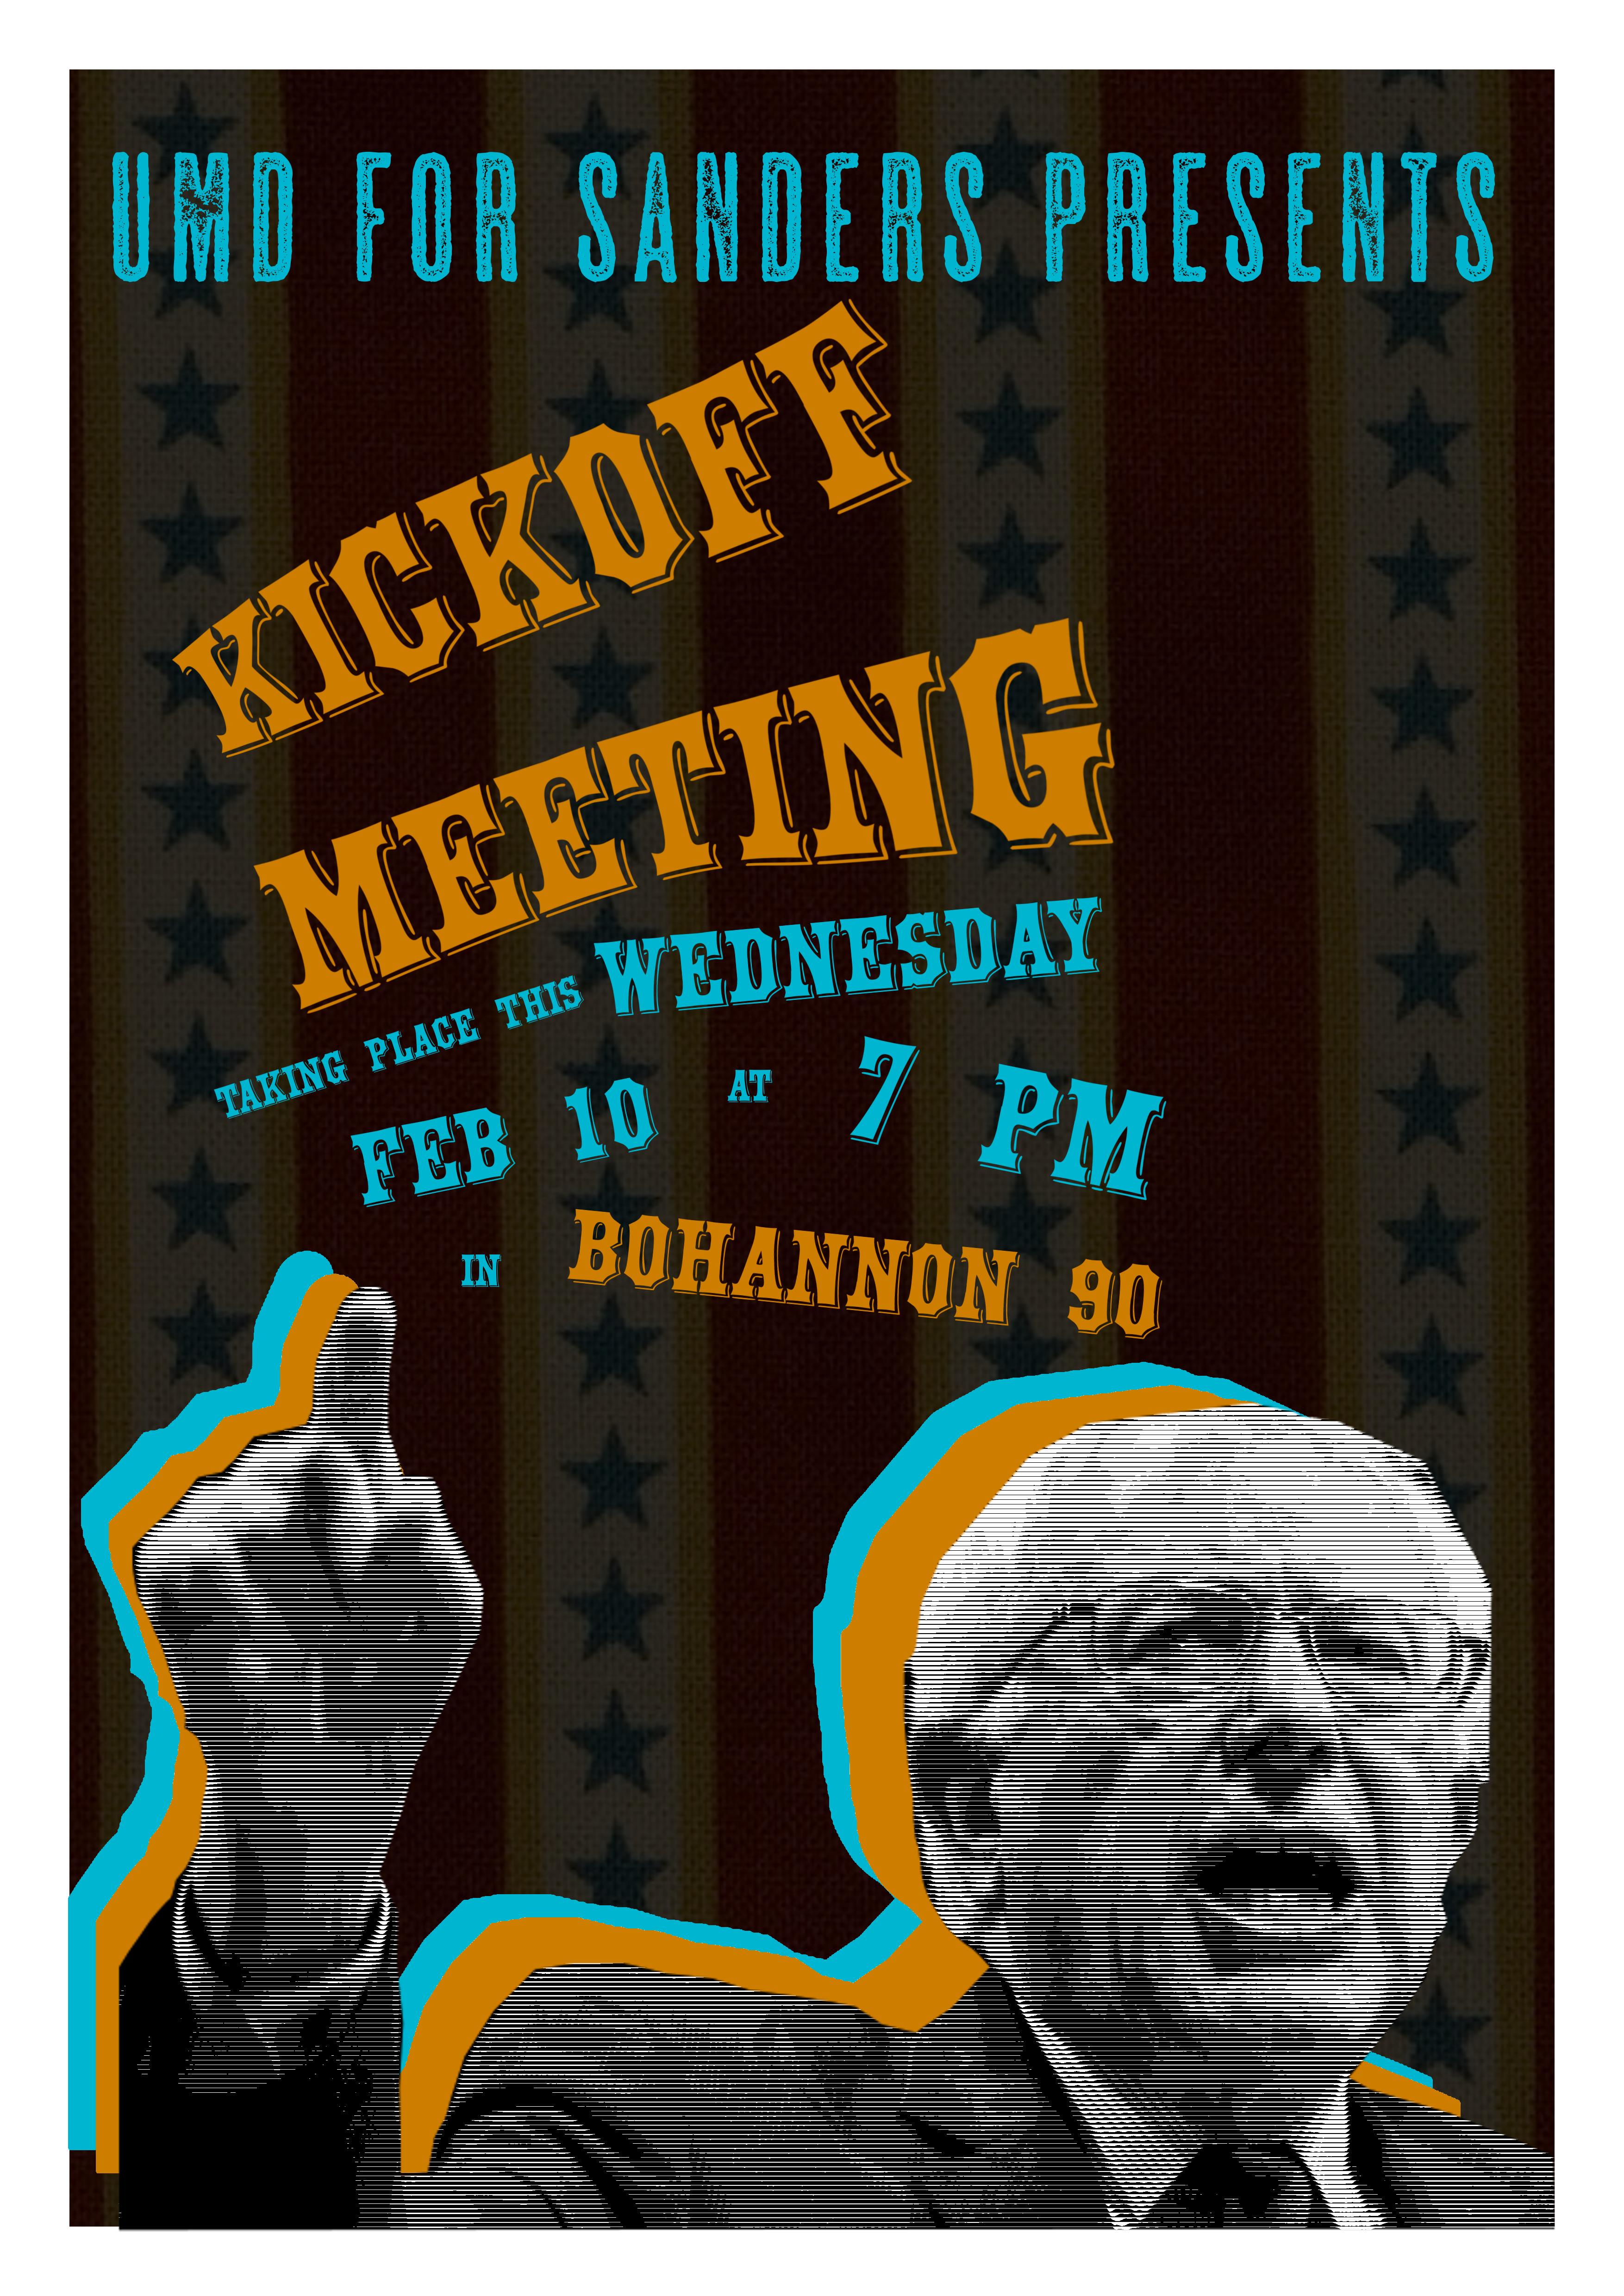 UMD FOR SANDERS PRESENTS
KICKOFF
MEETING
TAKING PLACE THIS WEDNESDAY
FEB 10 AT 7 PM
IN BOHANNON 90